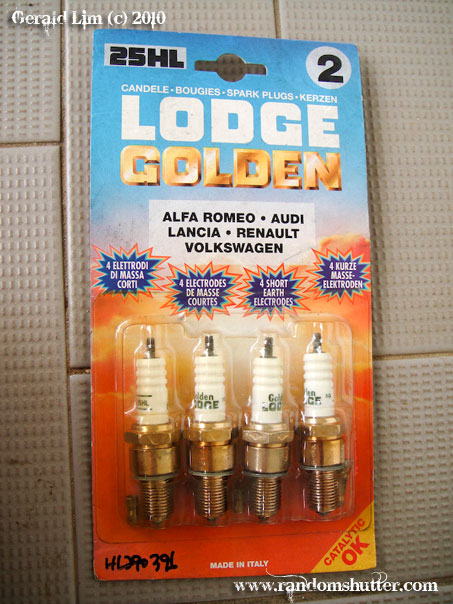 Gerald Lim (c) 2010
25HL
2
CANDELE • BOUGIES • SPARK PLUGS • KERZEN
LODGE
GOLDEN
ALFA ROMEO • AUDI
LANCIA • RENAULT
VOLKSWAGEN
4 ELETTRODI
DI MASSA
CORTI
4 ELECTRODES
DE MASSE
COURTES
4 SHORT
EARTH
ELECTRODES
4 KURZE
MASSE-
ELEKTRODEN
Golden
LODGE
CATALYTIC
OK
MADE IN ITALY
www.randomshutter.com